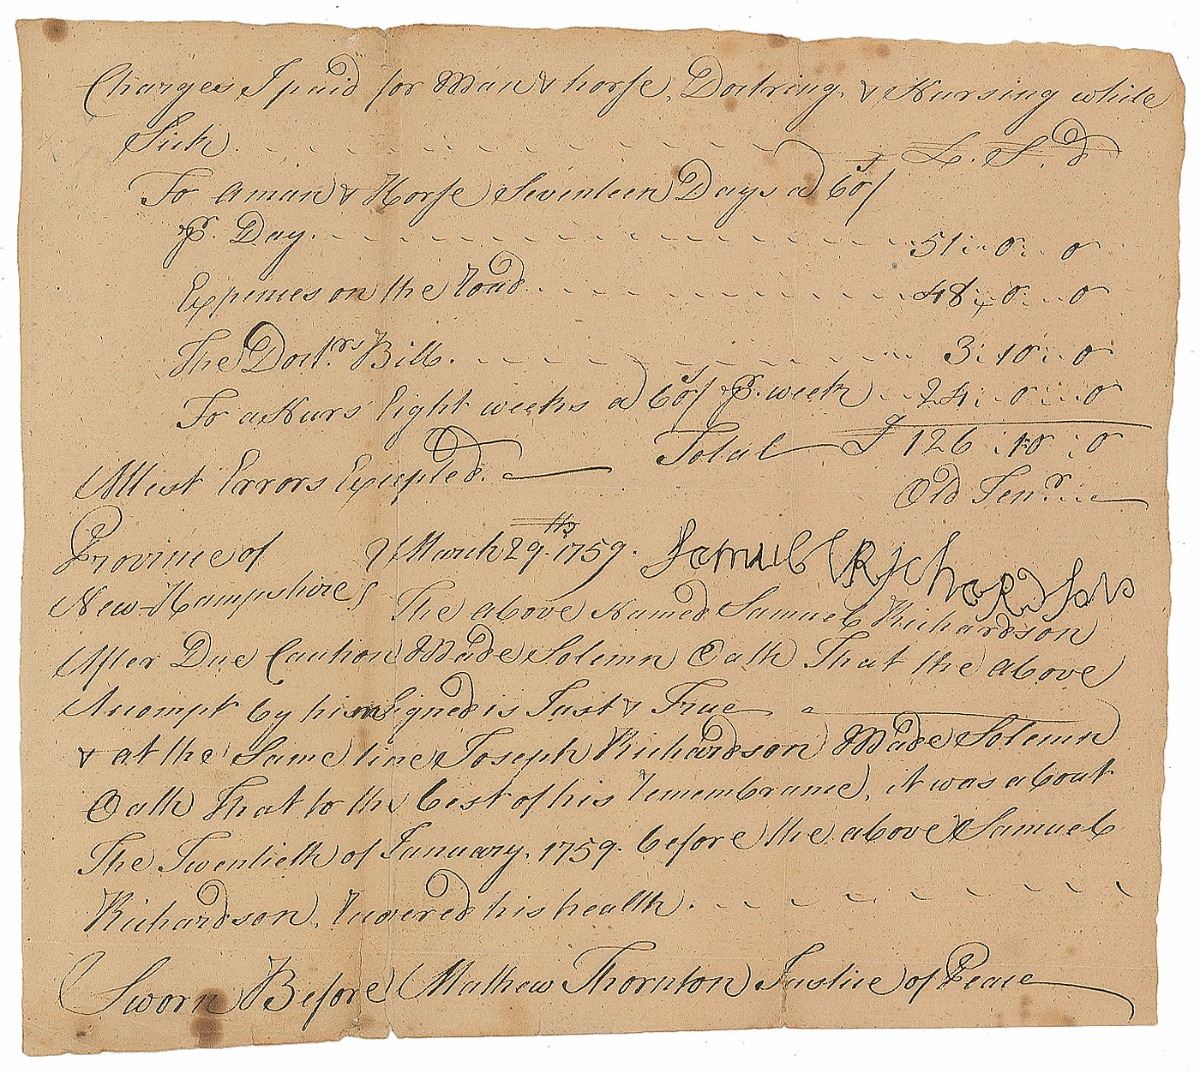 Charges I paid for Man & horse, Doctring, & Nursing while
Sick. L. S. d
To a man & Horse Seventeen Days a 60s/
Pr. Day. 51: 0: 0
Expences on the road 48: 0: 0
The Doctrs. Bill. 3: 10: 0
To a Nurs Eight weeks a 60s/ Pr. week 24: 0: 0
Total £ 126: 10: 0
Attest Errors Excepted. Old Tenr.
Province of } March 29th. 1759. Samuel Richardson
New-Hampshire } The above Named Samuel Richardson
After Due Caution Made Solemn Oath That the above
Accompt by him Signed is Just & True
& at the Same time Joseph Richardson Made Solemn
Oath That to the best of his remembrance, it was about
The Twentieth of January, 1759. before the above Samuel
Richardson, recovered his health.
Sworn Before Mathew Thornton Justice of Peace